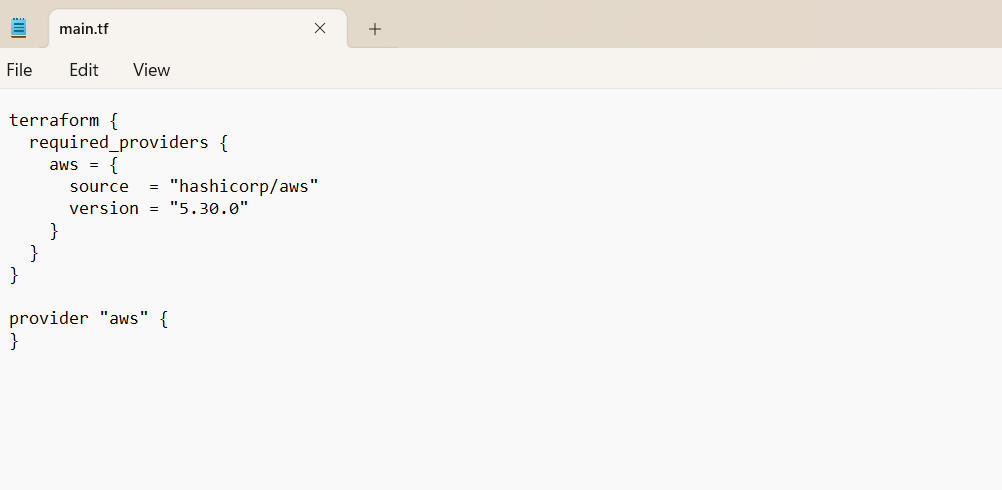 main.tf
File Edit View
terraform {
  required_providers {
    aws = {
      source  = "hashicorp/aws"
      version = "5.30.0"
    }
  }
}

provider "aws" {
}